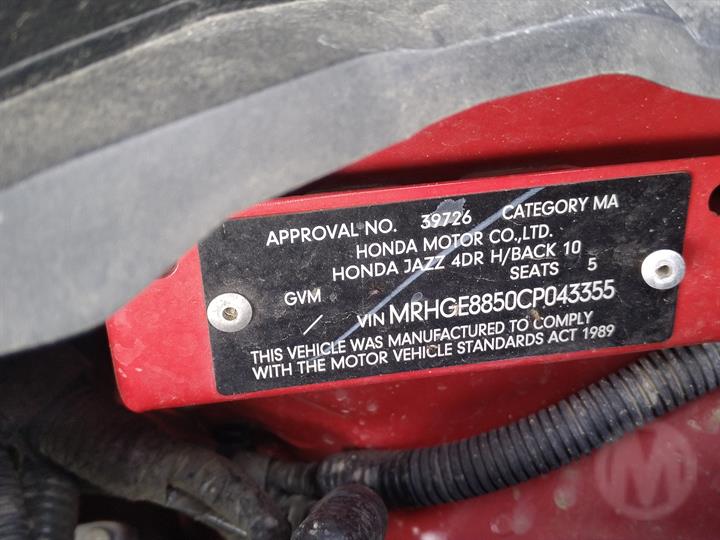 APPROVAL NO. 39726 CATEGORY MA
HONDA MOTOR CO.,LTD.
HONDA JAZZ 4DR H/BACK 10
GVM SEATS 5
/ VIN MRHGE8850CP043355
THIS VEHICLE WAS MANUFACTURED TO COMPLY
WITH THE MOTOR VEHICLE STANDARDS ACT 1989
M